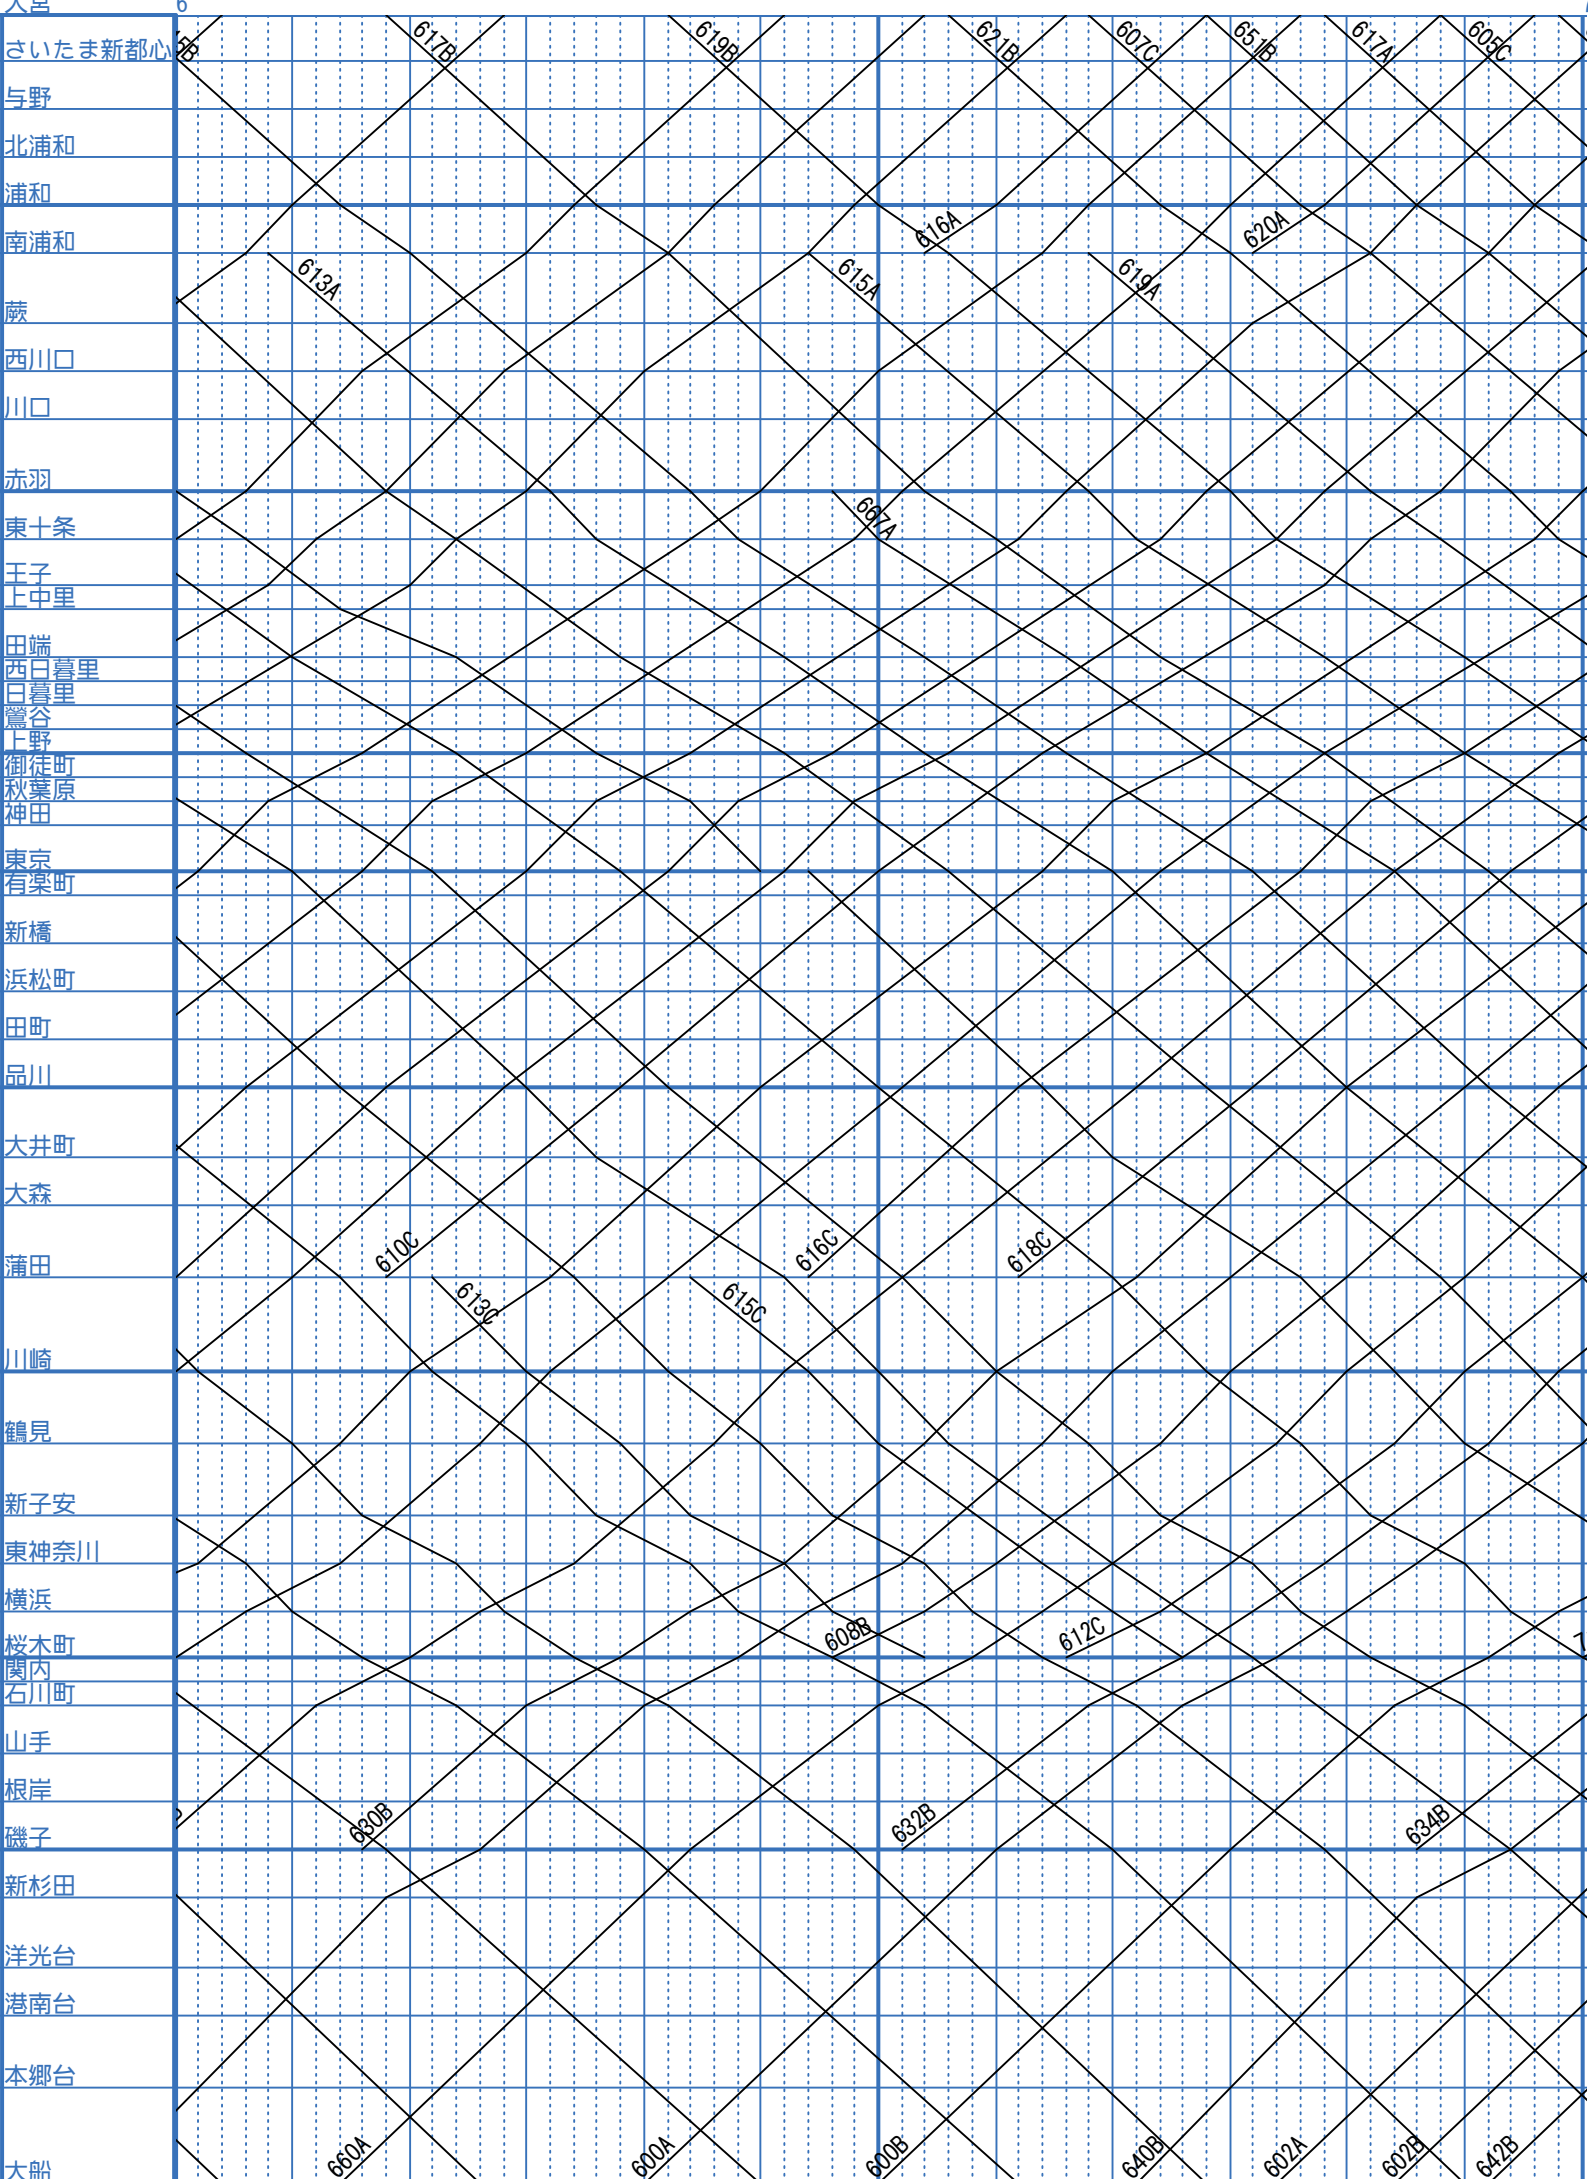 大宮 6
さいたま新都心 5B 617B 619B 621B 607C 651B 617A 605C
与野
北浦和
浦和
南浦和 616A 620A
613A 615A 619A
蕨
西川口
川口
赤羽
東十条 667A
王子
上中里
田端
西日暮里
日暮里
鶯谷
上野
御徒町
秋葉原
神田
東京
有楽町
新橋
浜松町
田町
品川
大井町
大森
蒲田 610C 616C 618C
613C 615C
川崎
鶴見
新子安
東神奈川
横浜
桜木町 608B 612C 7
関内
石川町
山手
根岸
磯子 630B 632B 634B
新杉田
洋光台
港南台
本郷台
大船 660A 600A 600B 640B 602A 602B 642B